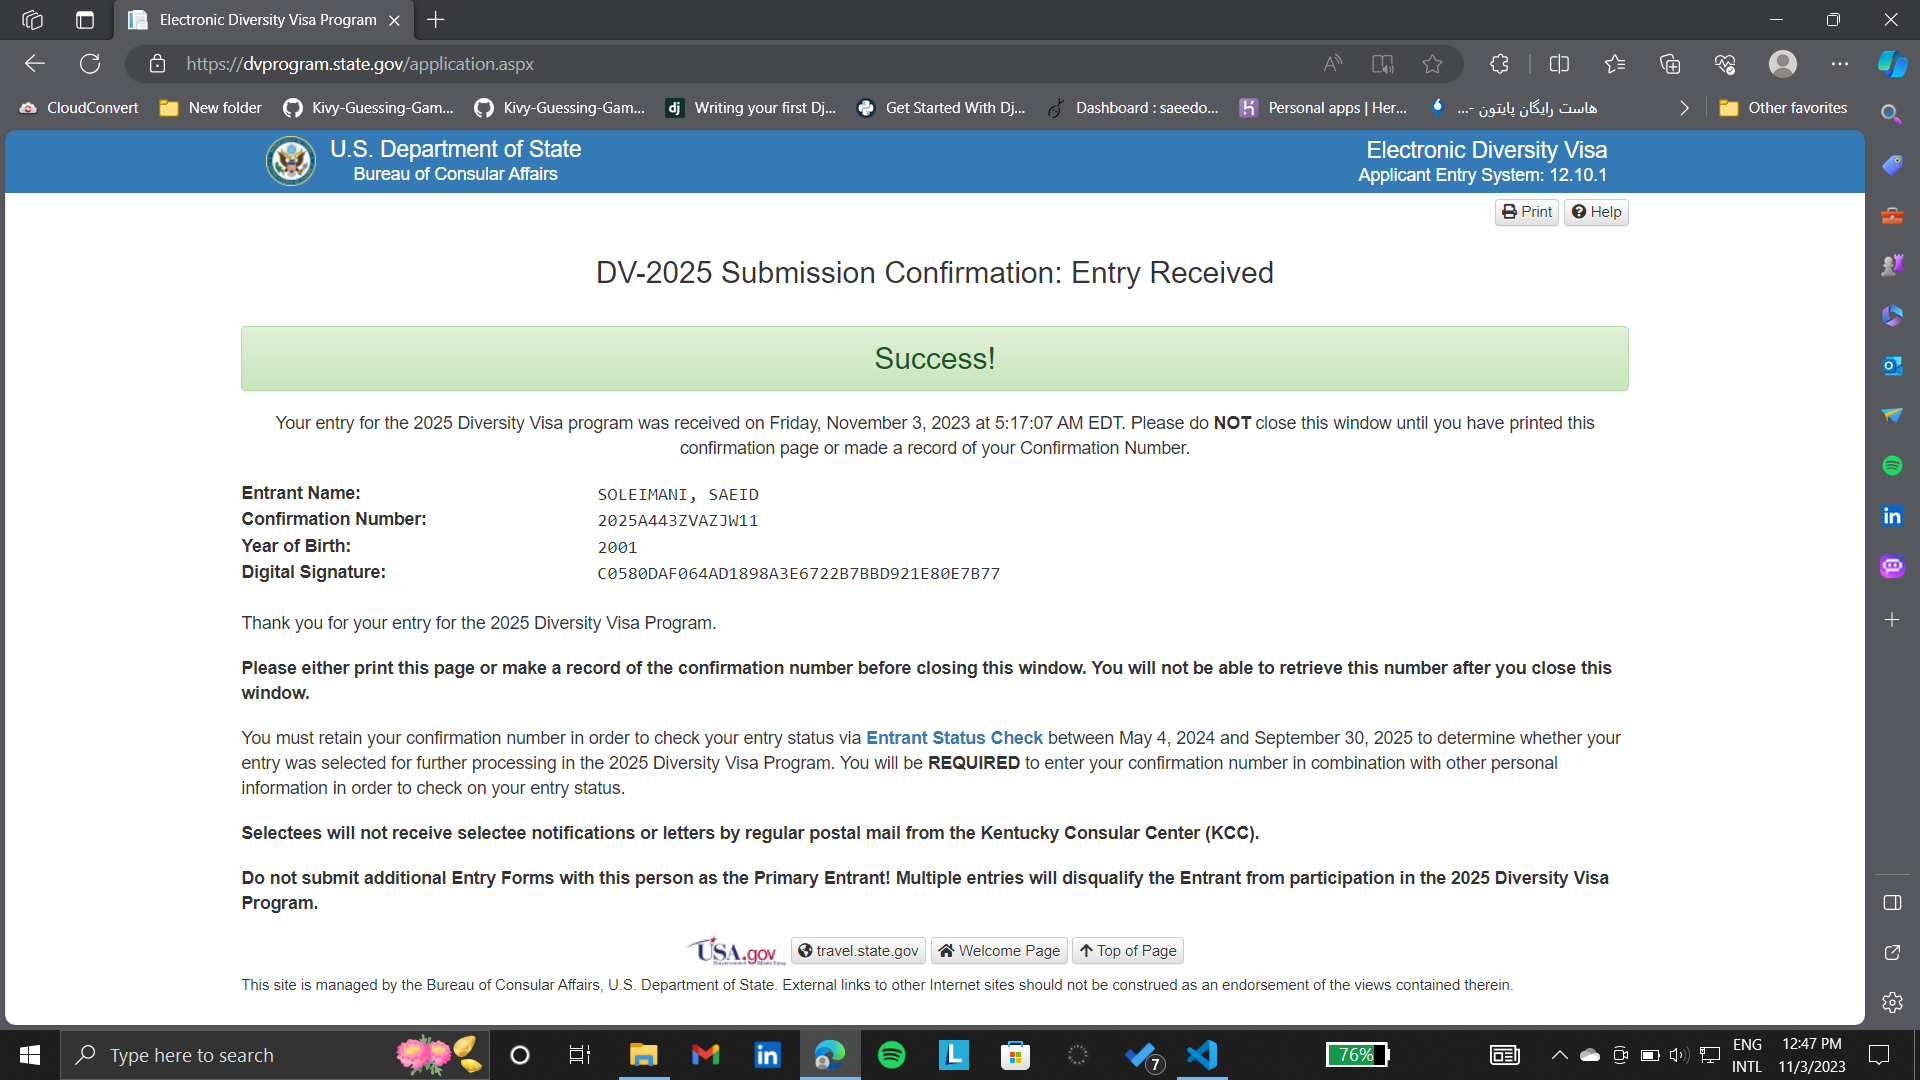 Electronic Diversity Visa Program
https://dvprogram.state.gov/application.aspx
CloudConvert New folder Kivy-Guessing-Gam... Kivy-Guessing-Gam... Writing your first Dj... Get Started With Dj... Dashboard : saeedo... Personal apps | Her... هاست رایگان پایتون -... Other favorites
U.S. Department of State
Bureau of Consular Affairs
Electronic Diversity Visa
Applicant Entry System: 12.10.1
Print Help
DV-2025 Submission Confirmation: Entry Received
Success!
Your entry for the 2025 Diversity Visa program was received on Friday, November 3, 2023 at 5:17:07 AM EDT. Please do NOT close this window until you have printed this
confirmation page or made a record of your Confirmation Number.
Entrant Name: SOLEIMANI, SAEID
Confirmation Number: 2025A443ZVAZJW11
Year of Birth: 2001
Digital Signature: C0580DAF064AD1898A3E6722B7BBD921E80E7B77
Thank you for your entry for the 2025 Diversity Visa Program.
Please either print this page or make a record of the confirmation number before closing this window. You will not be able to retrieve this number after you close this
window.
You must retain your confirmation number in order to check your entry status via Entrant Status Check between May 4, 2024 and September 30, 2025 to determine whether your
entry was selected for further processing in the 2025 Diversity Visa Program. You will be REQUIRED to enter your confirmation number in combination with other personal
information in order to check on your entry status.
Selectees will not receive selectee notifications or letters by regular postal mail from the Kentucky Consular Center (KCC).
Do not submit additional Entry Forms with this person as the Primary Entrant! Multiple entries will disqualify the Entrant from participation in the 2025 Diversity Visa
Program.
USA.gov travel.state.gov Welcome Page Top of Page
This site is managed by the Bureau of Consular Affairs, U.S. Department of State. External links to other Internet sites should not be construed as an endorsement of the views contained therein.
Type here to search
7
76%
ENG
INTL
12:47 PM
11/3/2023